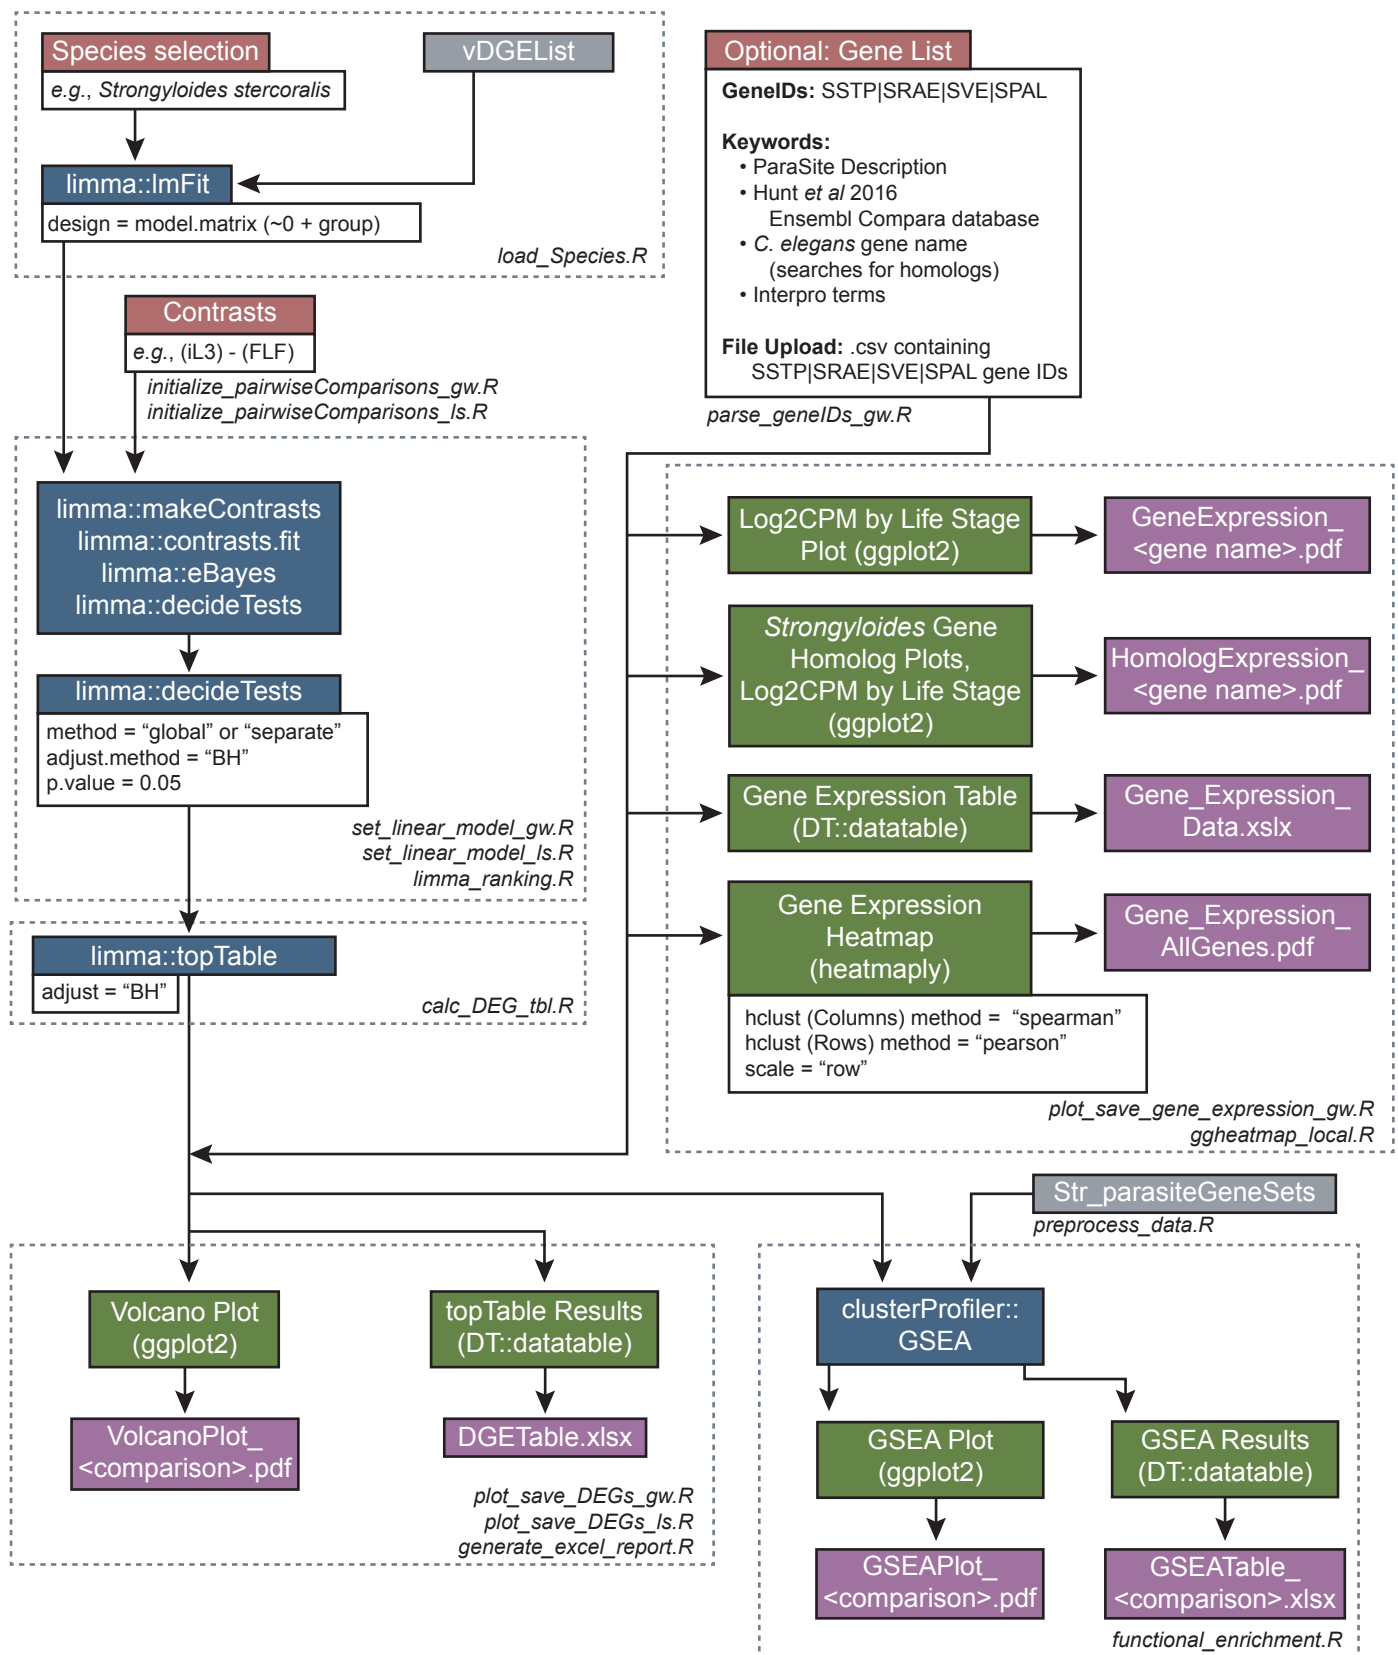 Species selection
e.g., Strongyloides stercoralis
vDGEList
limma::lmFit
design = model.matrix (~0 + group)
load_Species.R
Contrasts
e.g., (iL3) - (FLF)
initialize_pairwiseComparisons_gw.R
initialize_pairwiseComparisons_ls.R
limma::makeContrasts
limma::contrasts.fit
limma::eBayes
limma::decideTests
limma::decideTests
method = “global” or “separate”
adjust.method = “BH”
p.value = 0.05
set_linear_model_gw.R
set_linear_model_ls.R
limma_ranking.R
limma::topTable
adjust = “BH”
calc_DEG_tbl.R
Optional: Gene List
GeneIDs: SSTP|SRAE|SVE|SPAL
Keywords:
• ParaSite Description
• Hunt et al 2016
Ensembl Compara database
• C. elegans gene name
(searches for homologs)
• Interpro terms
File Upload: .csv containing
SSTP|SRAE|SVE|SPAL gene IDs
parse_geneIDs_gw.R
Log2CPM by Life Stage
Plot (ggplot2)
GeneExpression_
<gene name>.pdf
Strongyloides Gene
Homolog Plots,
Log2CPM by Life Stage
(ggplot2)
HomologExpression_
<gene name>.pdf
Gene Expression Table
(DT::datatable)
Gene_Expression_
Data.xslx
Gene Expression
Heatmap
(heatmaply)
Gene_Expression_
AllGenes.pdf
hclust (Columns) method =  “spearman”
hclust (Rows) method = “pearson”
scale = “row”
plot_save_gene_expression_gw.R
ggheatmap_local.R
Str_parasiteGeneSets
preprocess_data.R
Volcano Plot
(ggplot2)
VolcanoPlot_
<comparison>.pdf
topTable Results
(DT::datatable)
DGETable.xlsx
plot_save_DEGs_gw.R
plot_save_DEGs_ls.R
generate_excel_report.R
clusterProfiler::
GSEA
GSEA Plot
(ggplot2)
GSEAPlot_
<comparison>.pdf
GSEA Results
(DT::datatable)
GSEATable_
<comparison>.xlsx
functional_enrichment.R